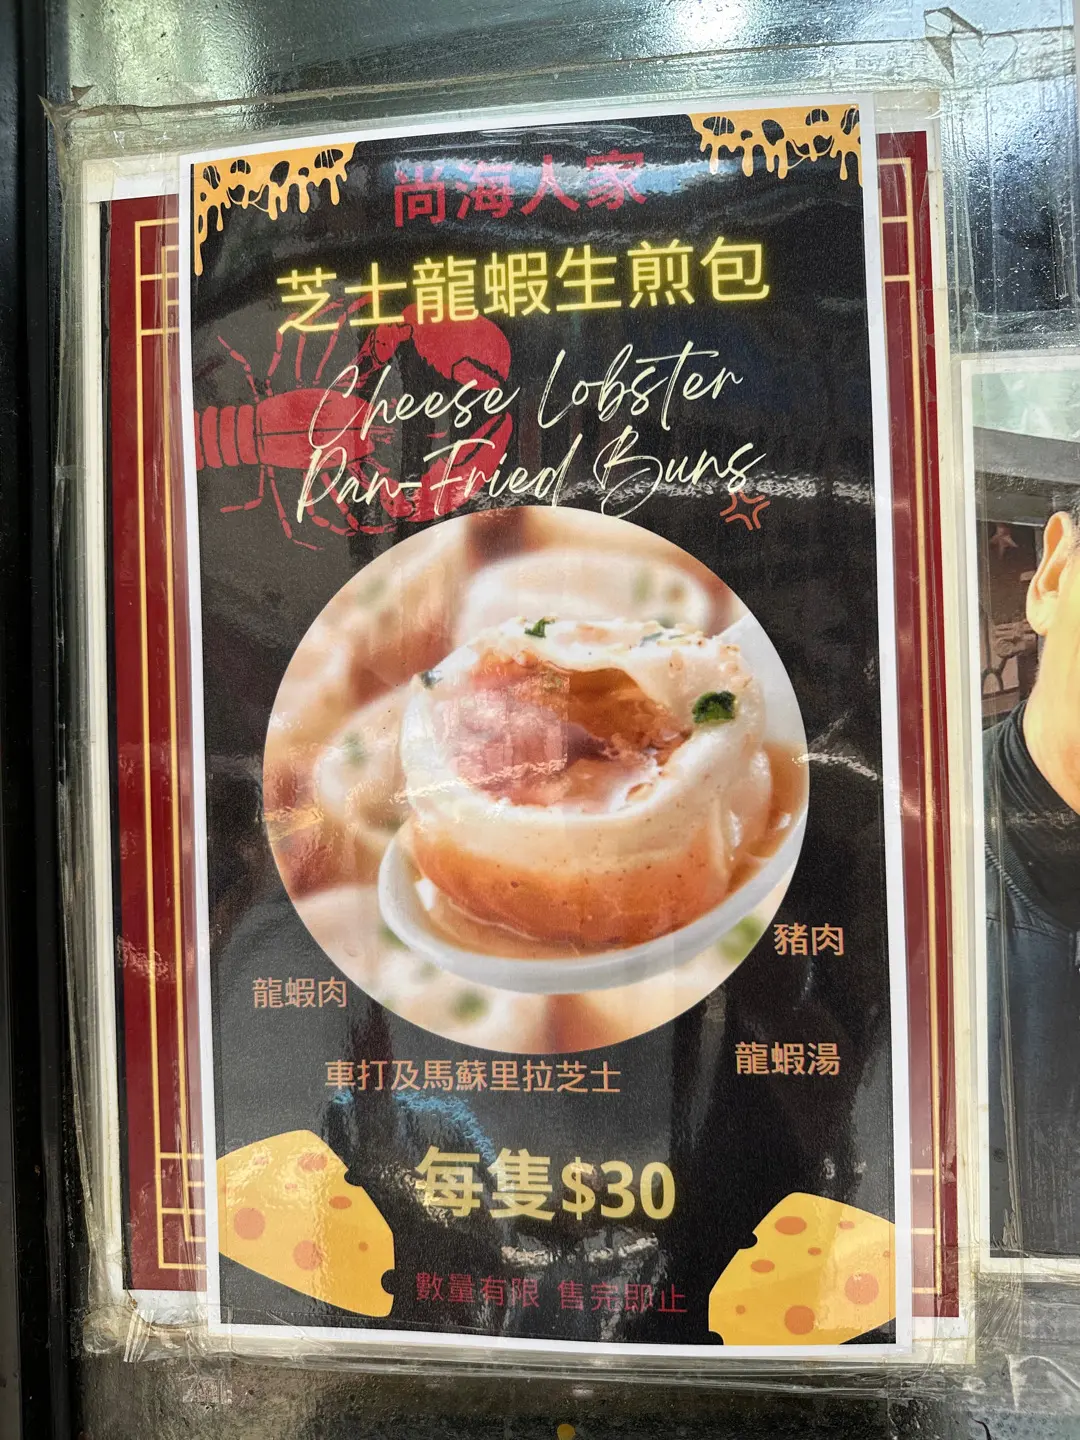 尚海人家
芝士龍蝦生煎包
Cheese Lobster
Pan-Fried Buns
豬肉
龍蝦肉
龍蝦湯
車打及馬蘇里拉芝士
每隻$30
數量有限 售完即止